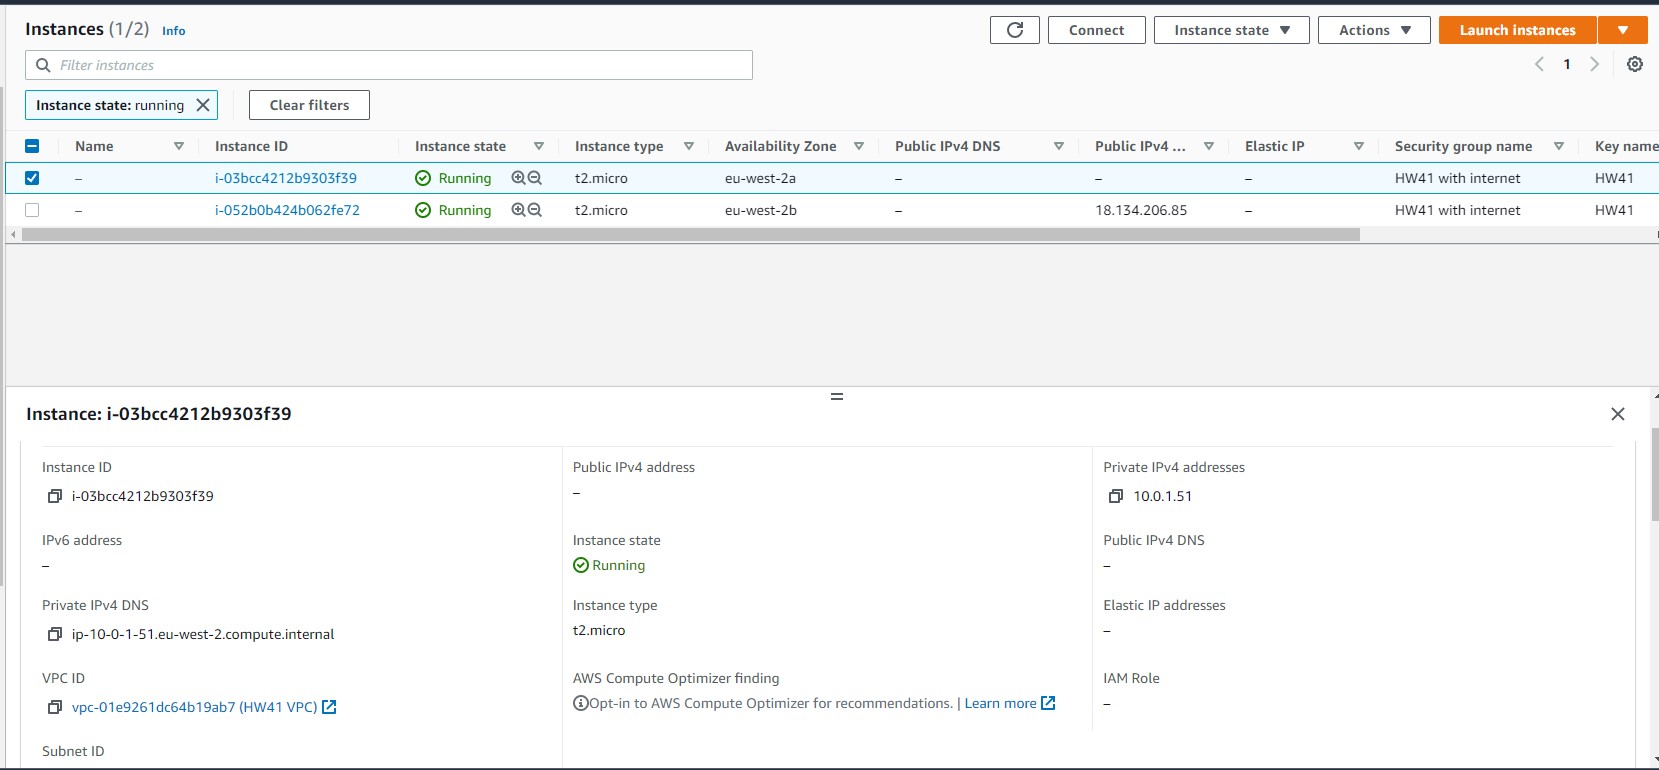 Instances (1/2) Info
Connect Instance state Actions Launch instances
Filter instances
1
Instance state: running Clear filters
Name Instance ID Instance state Instance type Availability Zone Public IPv4 DNS Public IPv4 ... Elastic IP Security group name Key name
– i-03bcc4212b9303f39 Running t2.micro eu-west-2a – – – HW41 with internet HW41
– i-052b0b424b062fe72 Running t2.micro eu-west-2b – 18.134.206.85 – HW41 with internet HW41
Instance: i-03bcc4212b9303f39
Instance ID Public IPv4 address Private IPv4 addresses
i-03bcc4212b9303f39 – 10.0.1.51
IPv6 address Instance state Public IPv4 DNS
– Running –
Private IPv4 DNS Instance type Elastic IP addresses
ip-10-0-1-51.eu-west-2.compute.internal t2.micro –
VPC ID AWS Compute Optimizer finding IAM Role
vpc-01e9261dc64b19ab7 (HW41 VPC) Opt-in to AWS Compute Optimizer for recommendations. | Learn more –
Subnet ID